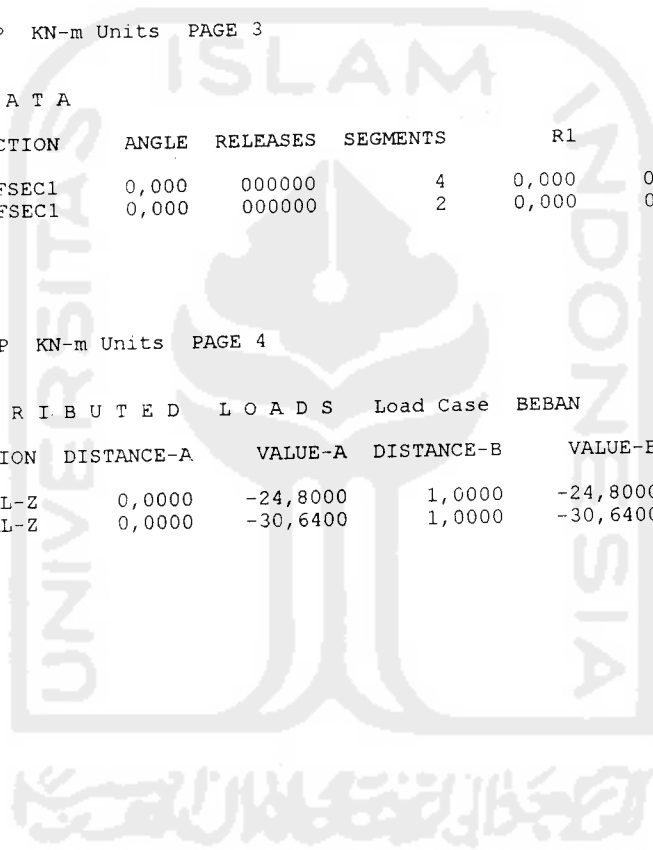 P KN-m Units PAGE 3
A T A
CTION ANGLE RELEASES SEGMENTS R1
FSEC1 0,000 000000 4 0,000 0
FSEC1 0,000 000000 2 0,000 0
P KN-m Units PAGE 4
R I B U T E D L O A D S Load Case BEBAN
ION DISTANCE-A VALUE-A DISTANCE-B VALUE-B
L-Z 0,0000 -24,8000 1,0000 -24,8000
L-Z 0,0000 -30,6400 1,0000 -30,6400
ISLAM
UNIVERSITAS
INDONESIA